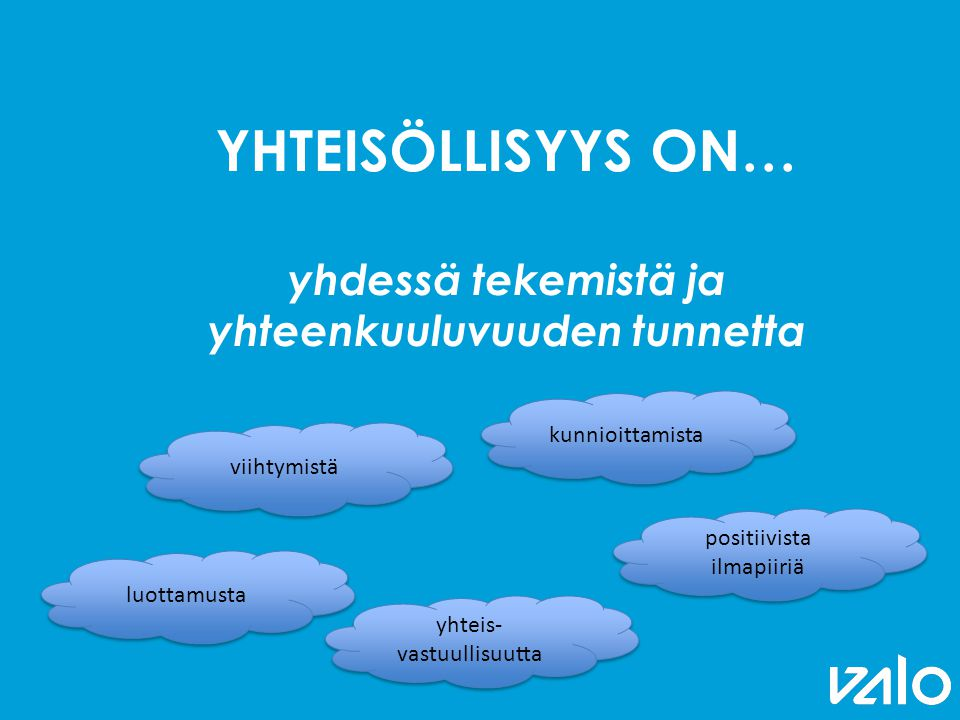 YHTEISÖLLISYYS ON…
yhdessä tekemistä ja
yhteenkuuluvuuden tunnetta
kunnioittamista
viihtymistä
positiivista
ilmapiiriä
luottamusta
yhteis-
vastuullisuutta
valo